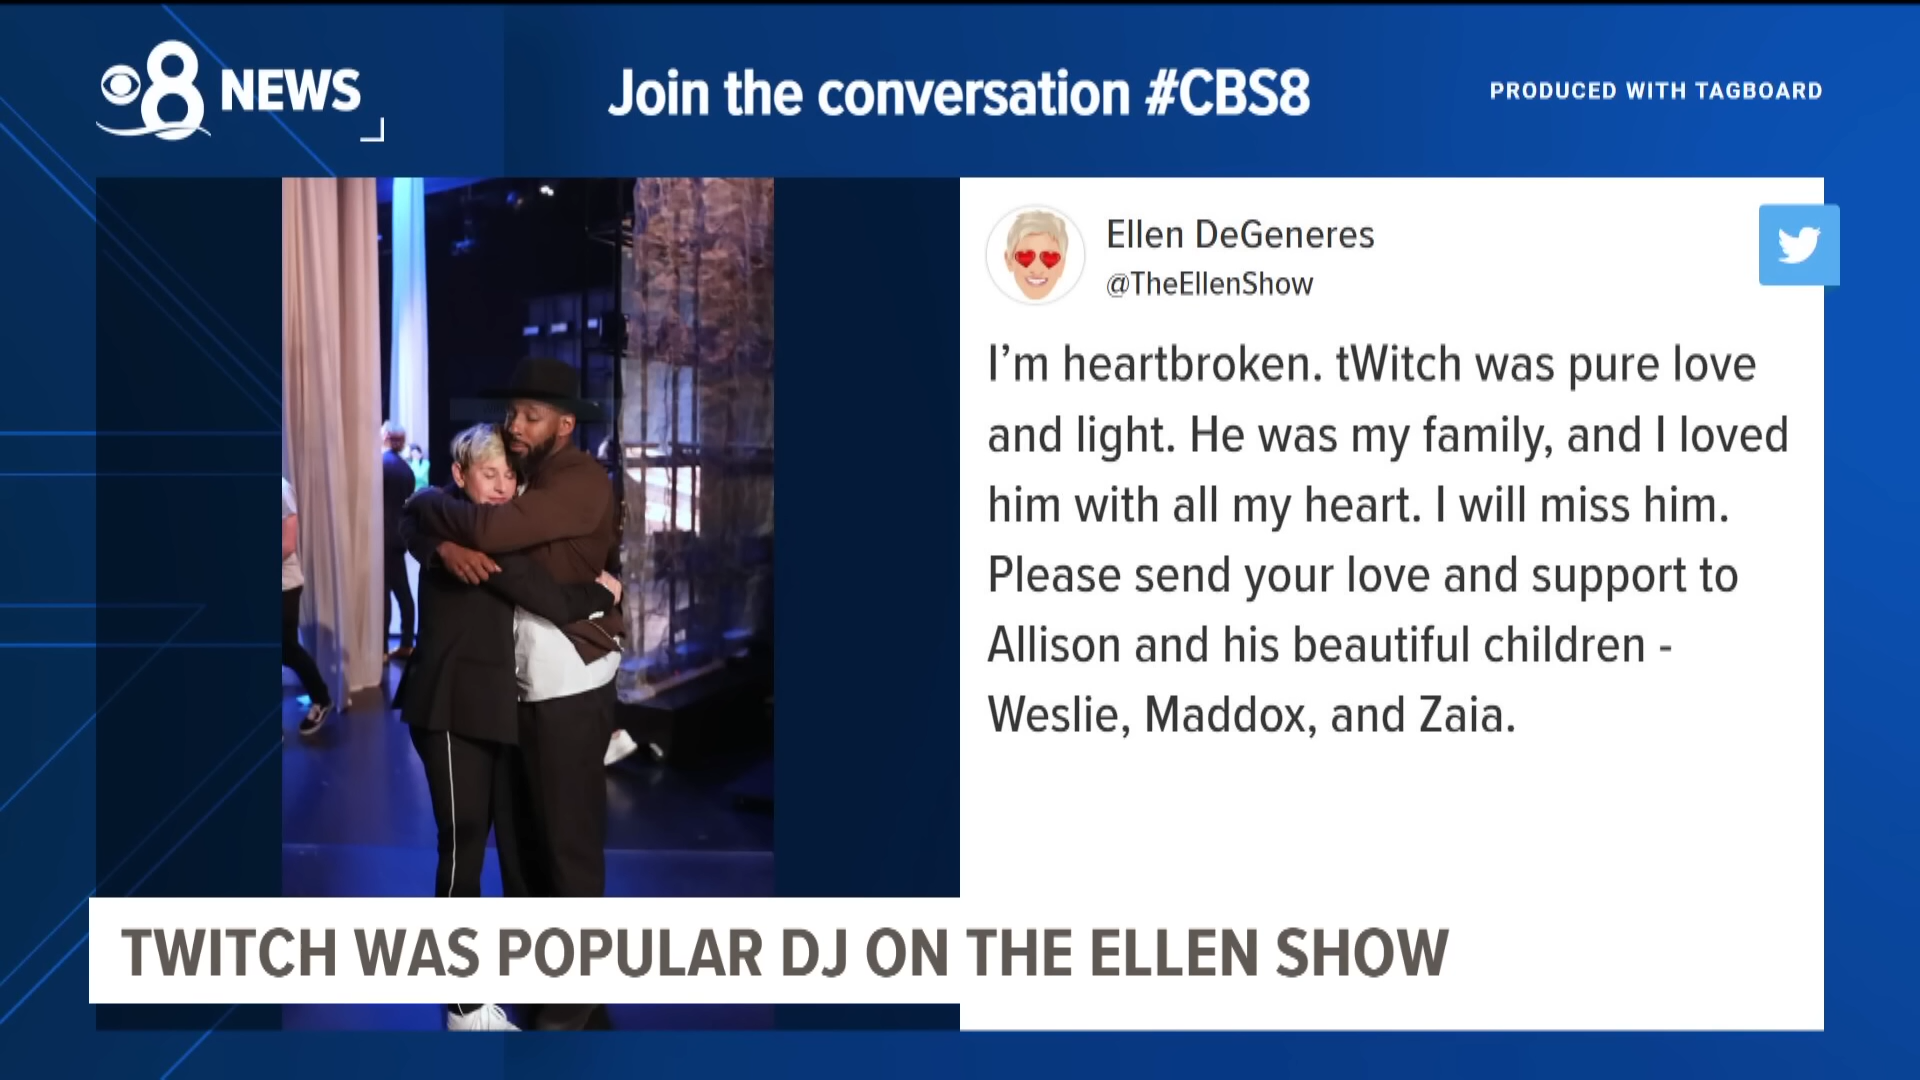 8 NEWS
Join the conversation #CBS8
PRODUCED WITH TAGBOARD
Ellen DeGeneres
@TheEllenShow
I’m heartbroken. tWitch was pure love
and light. He was my family, and I loved
him with all my heart. I will miss him.
Please send your love and support to
Allison and his beautiful children -
Weslie, Maddox, and Zaia.
TWITCH WAS POPULAR DJ ON THE ELLEN SHOW